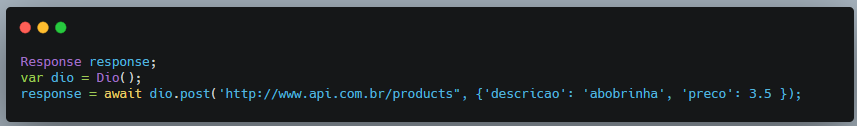 Response response;
var dio = Dio();
response = await dio.post('http://www.api.com.br/products", {'descricao': 'abobrinha', 'preco': 3.5 });